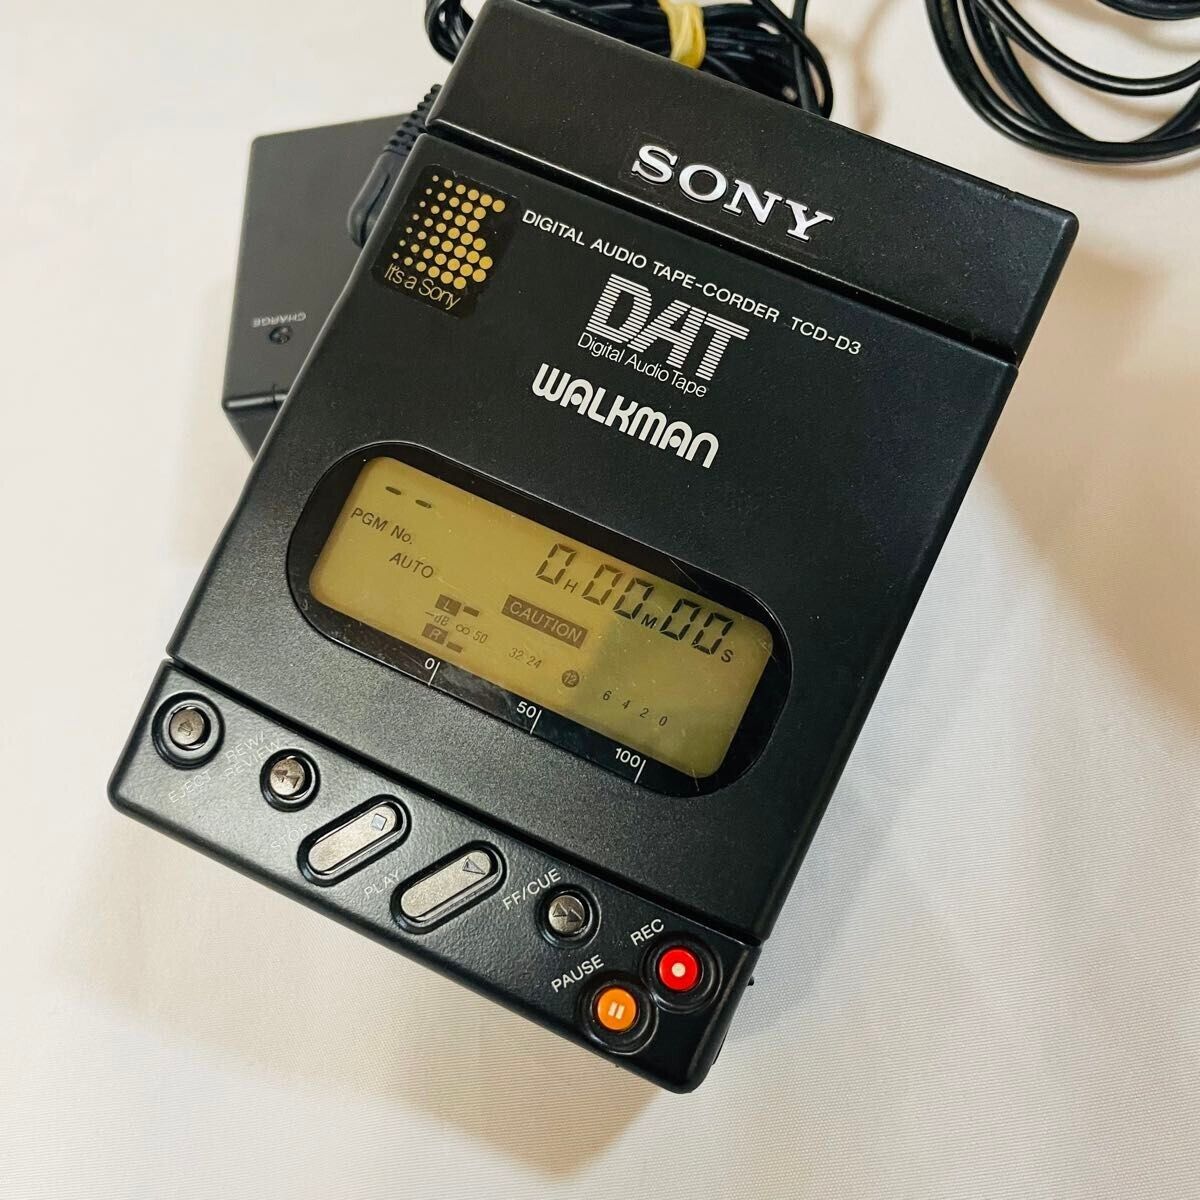 SONY
It's a Sony
DIGITAL AUDIO TAPE-CORDER TCD-D3
DAT
Digital Audio Tape
WALKMAN
CHARGE
-- 0H00M00S
PGM No.
AUTO
CAUTION
L
-dB ∞ 50 32 24 12 6 4 2 0
R
0 50 100
EJECT
REW/
REVIEW
STOP
PLAY
FF/CUE
REC
PAUSE